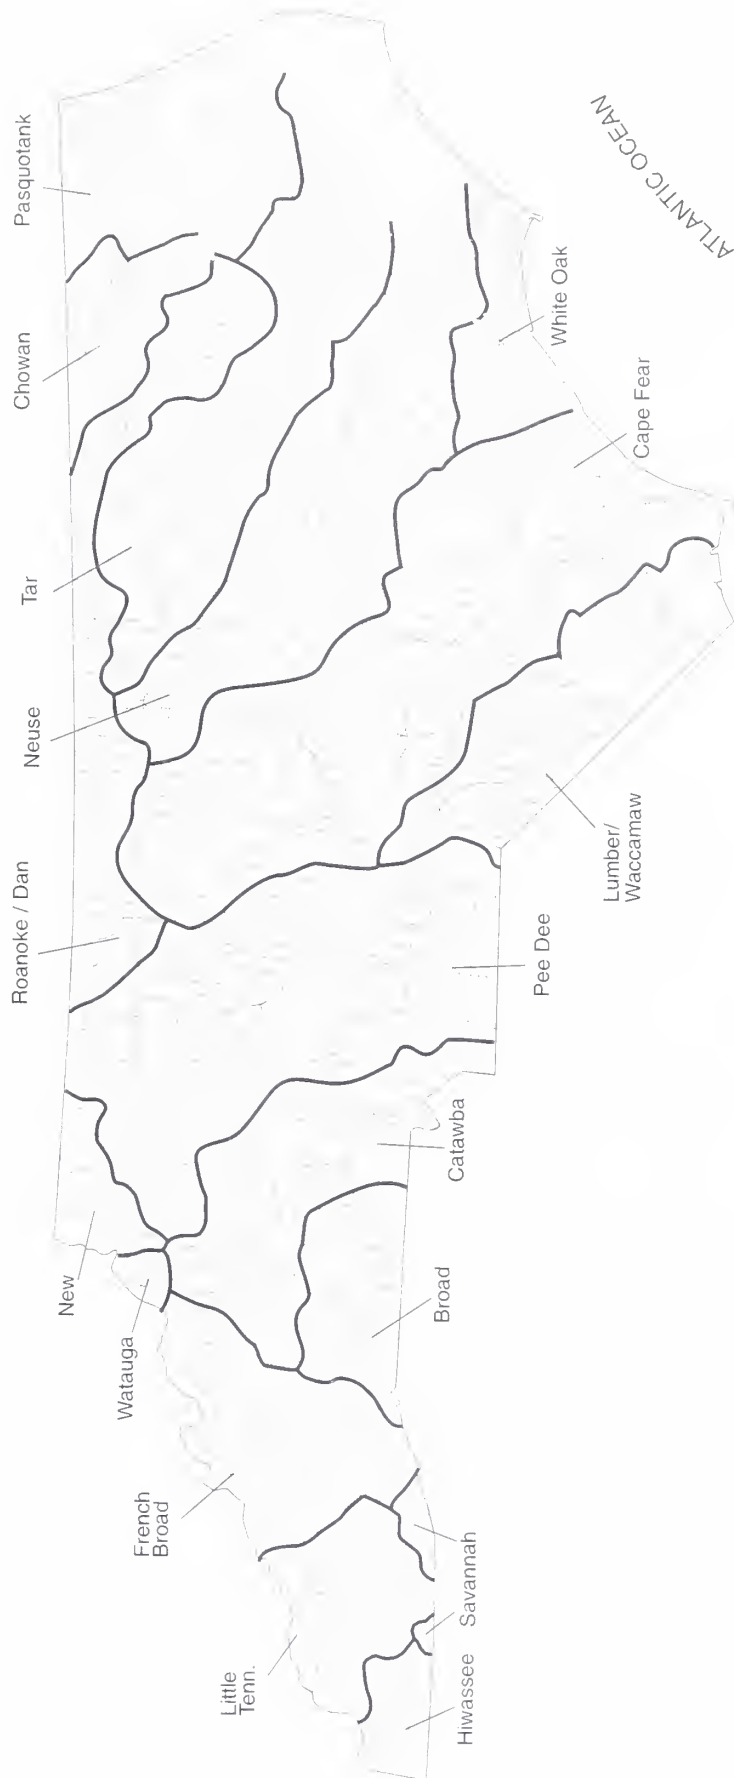 Hiwassee
Savannah
Little
Tenn.
French
Broad
Watauga
New
Broad
Catawba
Pee Dee
Roanoke / Dan
Lumber/
Waccamaw
Neuse
Tar
Cape Fear
White Oak
Chowan
Pasquotank
ATLANTIC OCEAN